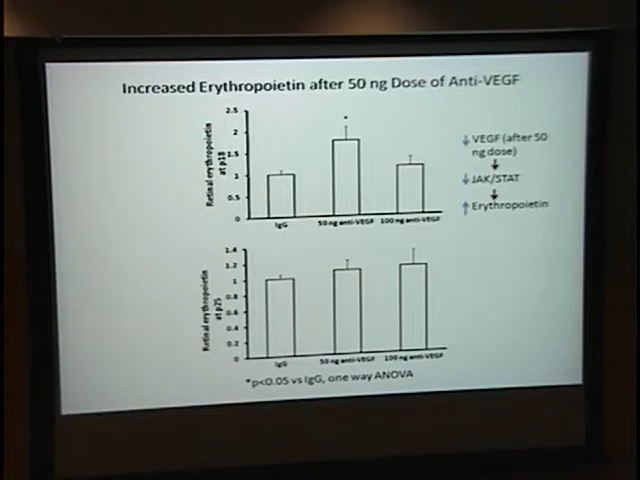 Increased Erythropoietin after 50 ng Dose of Anti-VEGF
2.5
2
1.5
1
0.5
0
Retinal erythropoietin
at p18
*
IgG
50 ng anti-VEGF
100 ng anti-VEGF
↓ VEGF (after 50
ng dose)
↓
↓ JAK/STAT
↓
↑ Erythropoietin
1.4
1.2
1
0.8
0.6
0.4
0.2
0
Retinal erythropoietin
at p25
IgG
50 ng anti-VEGF
100 ng anti-VEGF
*p<0.05 vs IgG, one way ANOVA